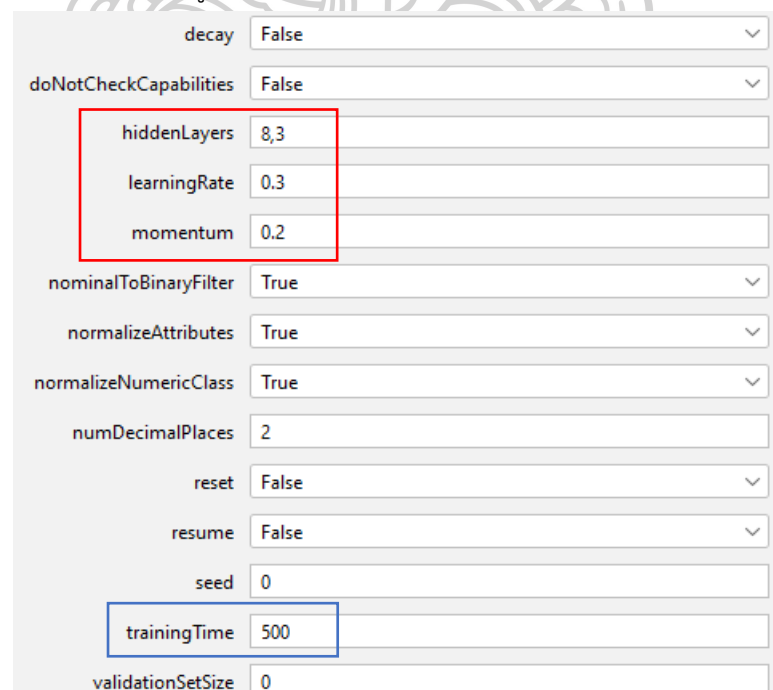 decay False
doNotCheckCapabilities False
hiddenLayers 8,3
learningRate 0.3
momentum 0.2
nominalToBinaryFilter True
normalizeAttributes True
normalizeNumericClass True
numDecimalPlaces 2
reset False
resume False
seed 0
trainingTime 500
validationSetSize 0